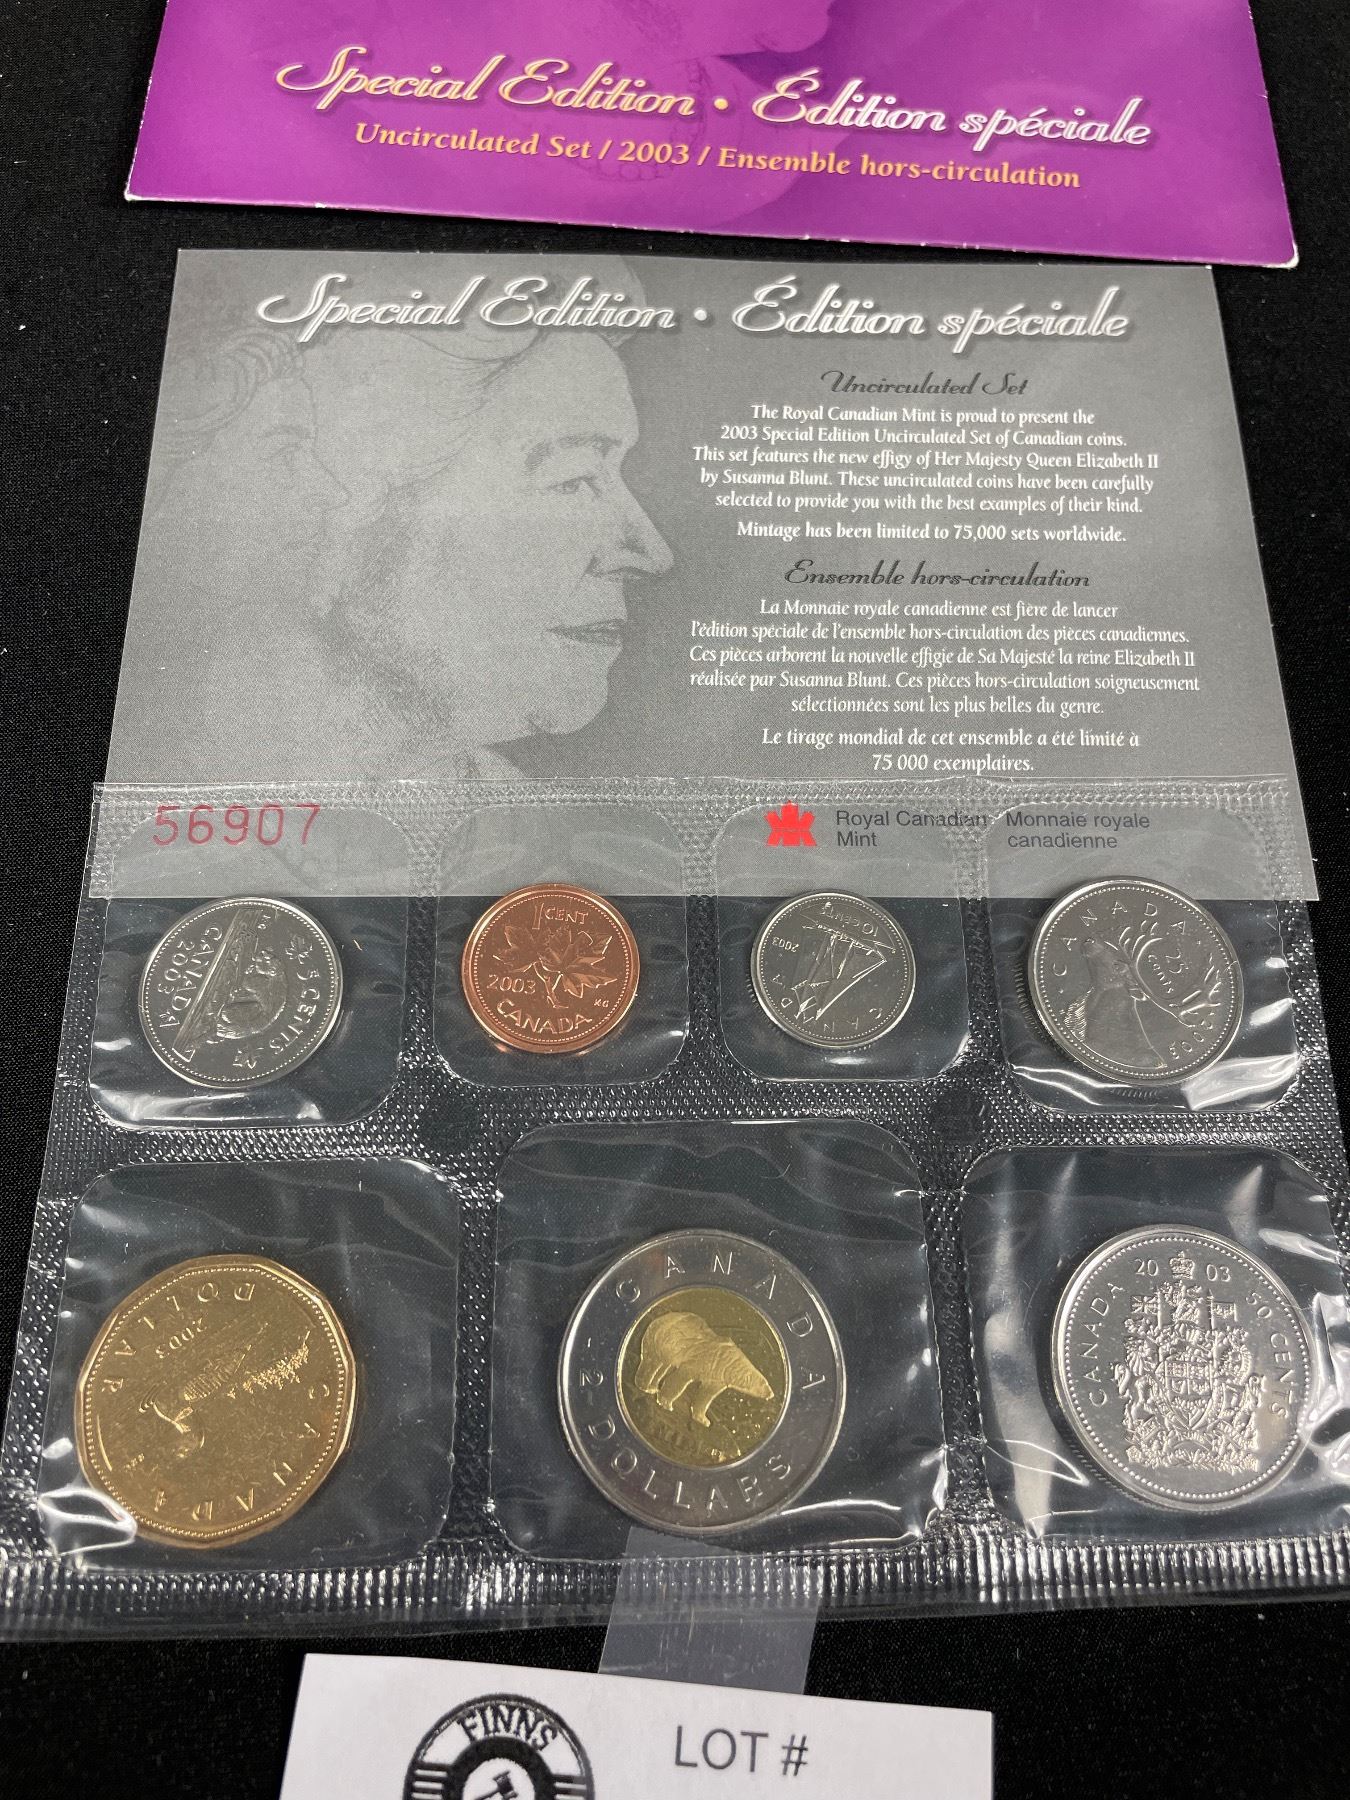 Special Edition • Édition spéciale
Uncirculated Set / 2003 / Ensemble hors-circulation
Special Edition • Édition spéciale
Uncirculated Set
The Royal Canadian Mint is proud to present the
2003 Special Edition Uncirculated Set of Canadian coins.
This set features the new effigy of Her Majesty Queen Elizabeth II
by Susanna Blunt. These uncirculated coins have been carefully
selected to provide you with the best examples of their kind.
Mintage has been limited to 75,000 sets worldwide.
Ensemble hors-circulation
La Monnaie royale canadienne est fière de lancer
l'édition spéciale de l'ensemble hors-circulation des pièces canadiennes.
Ces pièces arborent la nouvelle effigie de Sa Majesté la reine Elizabeth II
réalisée par Susanna Blunt. Ces pièces hors-circulation soigneusement
sélectionnées sont les plus belles du genre.
Le tirage mondial de cet ensemble a été limité à
75 000 exemplaires.
56907
Royal Canadian Mint
Monnaie royale canadienne
5 CENTS
CANADA
2003
1 CENT
2003
KG
CANADA
10 CENTS
2003
CANADA
CANADA
25
CENTS
2003
DOLLAR
2003
CANADA
CANADA
2 DOLLARS
20 03
CANADA
50 CENTS
FINNS
LOT #